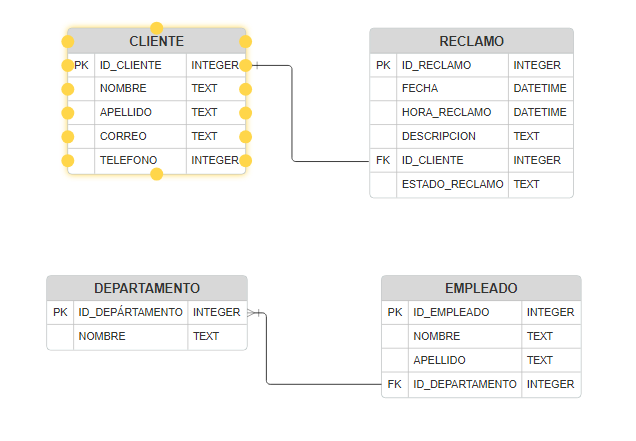 CLIENTE
PK ID_CLIENTE INTEGER
NOMBRE TEXT
APELLIDO TEXT
CORREO TEXT
TELEFONO INTEGER
RECLAMO
PK ID_RECLAMO INTEGER
FECHA DATETIME
HORA_RECLAMO DATETIME
DESCRIPCION TEXT
FK ID_CLIENTE INTEGER
ESTADO_RECLAMO TEXT
DEPARTAMENTO
PK ID_DEPÁRTAMENTO INTEGER
NOMBRE TEXT
EMPLEADO
PK ID_EMPLEADO INTEGER
NOMBRE TEXT
APELLIDO TEXT
FK ID_DEPARTAMENTO INTEGER